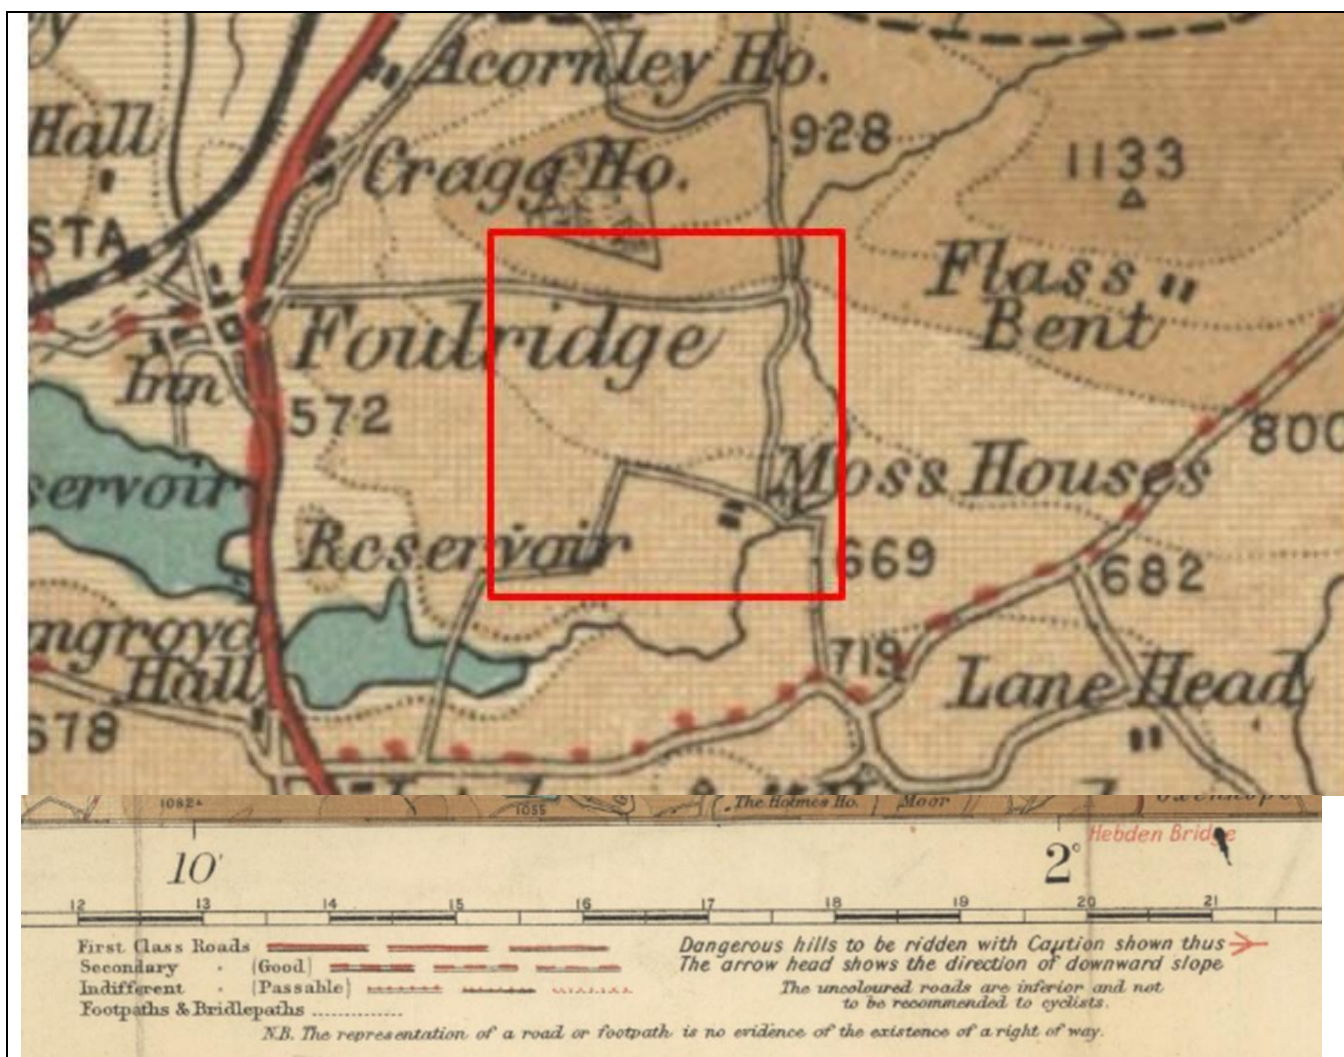 Acornley Ho.
Hall
928
1133
Cragg Ho.
STA.
Flass
Bent
Foulridge
Inn
572
800
Moss Houses
servoir
Reservoir
669
682
mgroyd
Hall
719
Lane Head
678
1082
1055
The Holmes Ho.
Moor
Hebden Bridge
10'
2°
12 13 14 15 16 17 18 19 20 21
First Class Roads
Secondary . (Good)
Indifferent . (Passable)
Footpaths & Bridlepaths
Dangerous hills to be ridden with Caution shown thus
The arrow head shows the direction of downward slope
The uncoloured roads are inferior and not
to be recommended to cyclists.
N.B. The representation of a road or footpath is no evidence of the existence of a right of way.